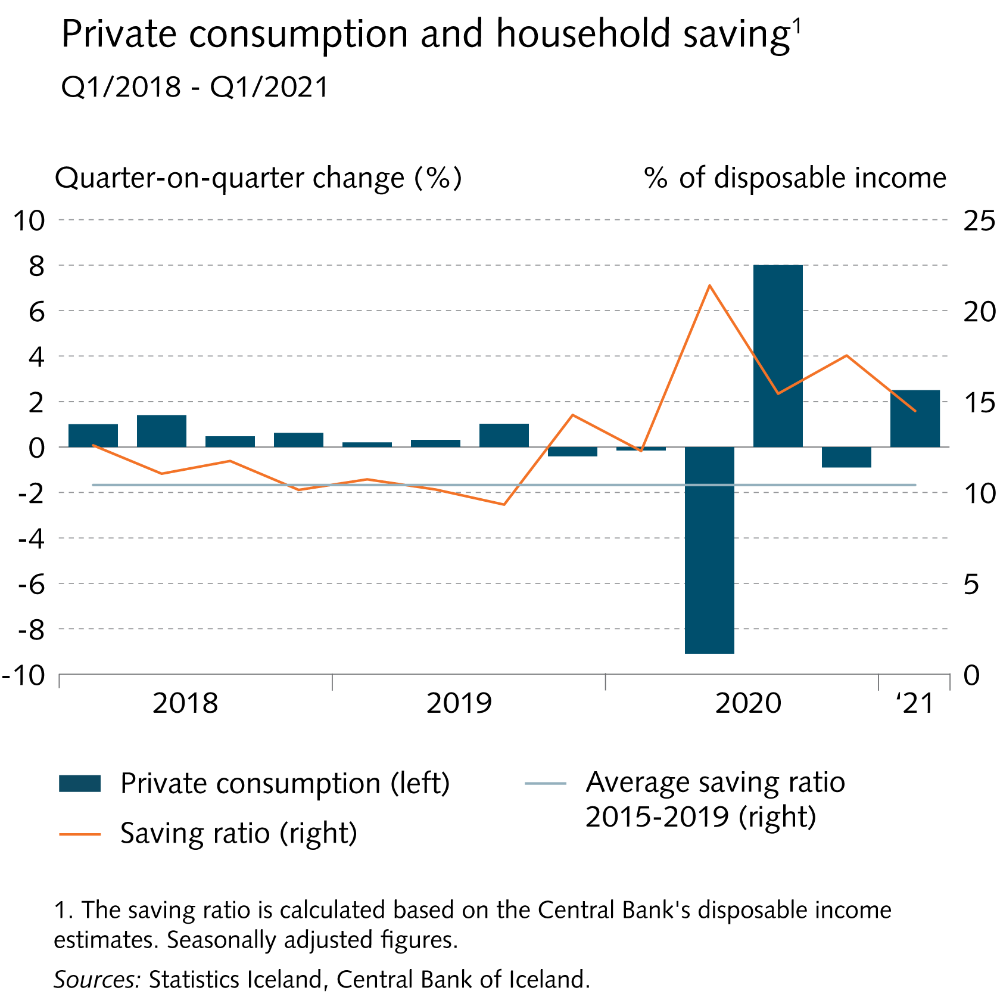 Private consumption and household saving¹
Q1/2018 - Q1/2021
Quarter-on-quarter change (%)
% of disposable income
10
8
6
4
2
0
-2
-4
-6
-8
-10
25
20
15
10
5
0
2018
2019
2020
‘21
Private consumption (left)
Saving ratio (right)
Average saving ratio
2015-2019 (right)
1. The saving ratio is calculated based on the Central Bank's disposable income
estimates. Seasonally adjusted figures.
Sources: Statistics Iceland, Central Bank of Iceland.